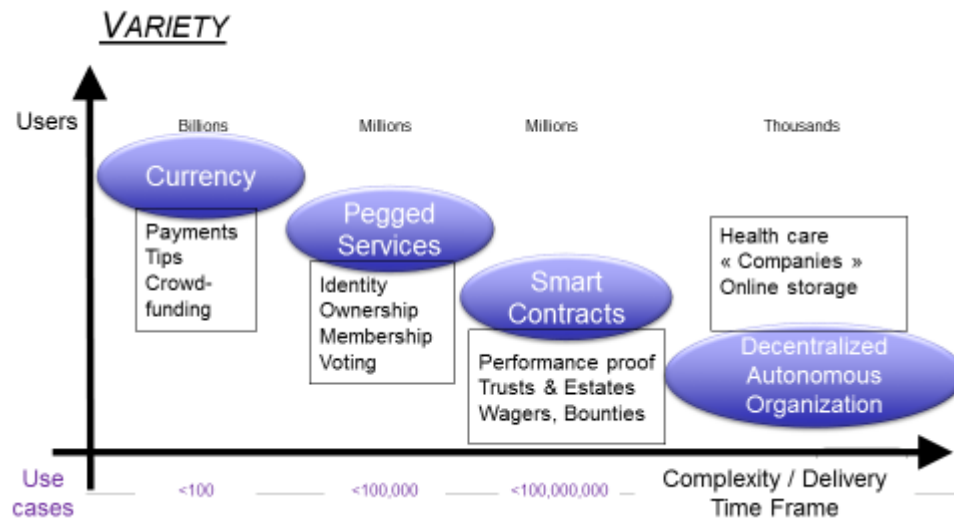 VARIETY
Users
Billions
Millions
Millions
Thousands
Currency
Payments
Tips
Crowd-
funding
Pegged
Services
Identity
Ownership
Membership
Voting
Smart
Contracts
Performance proof
Trusts & Estates
Wagers, Bounties
Health care
« Companies »
Online storage
Decentralized
Autonomous
Organization
Use
cases
<100
<100,000
<100,000,000
Complexity / Delivery
Time Frame